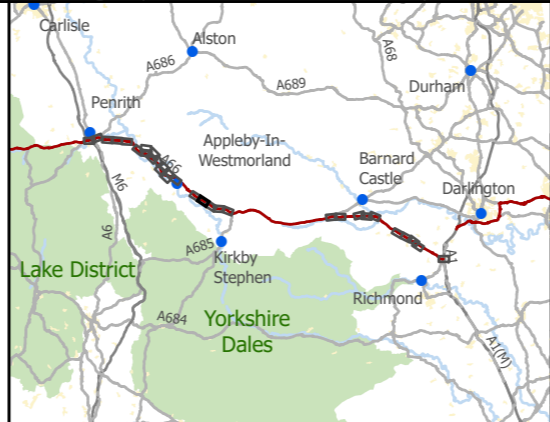 Carlisle
Alston
A686
A68
A689
Durham
Penrith
Appleby-In-
Westmorland
A66
Barnard
Castle
Darlington
M6
A6
A685
Kirkby
Stephen
A1
Lake District
Richmond
A684
Yorkshire
Dales
A1(M)